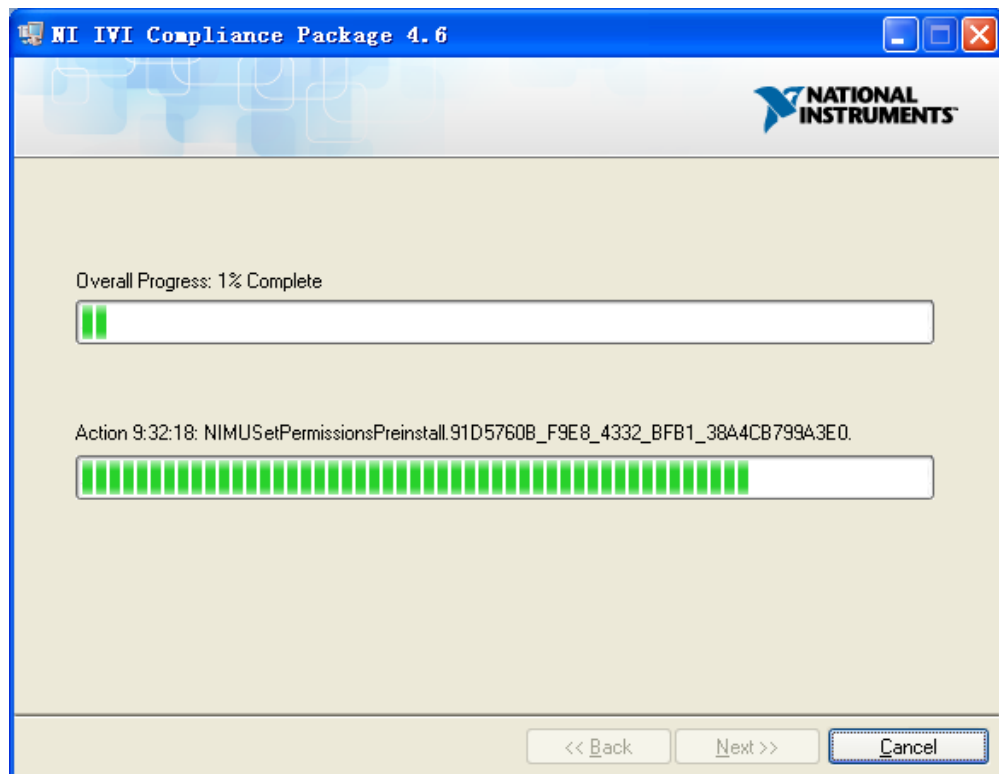 NI IVI Compliance Package 4.6
NATIONAL
INSTRUMENTS™
Overall Progress: 1% Complete
Action 9:32:18: NIMUSetPermissionsPreinstall.91D5760B_F9E8_4332_BFB1_38A4CB799A3E0.
<< Back
Next >>
Cancel